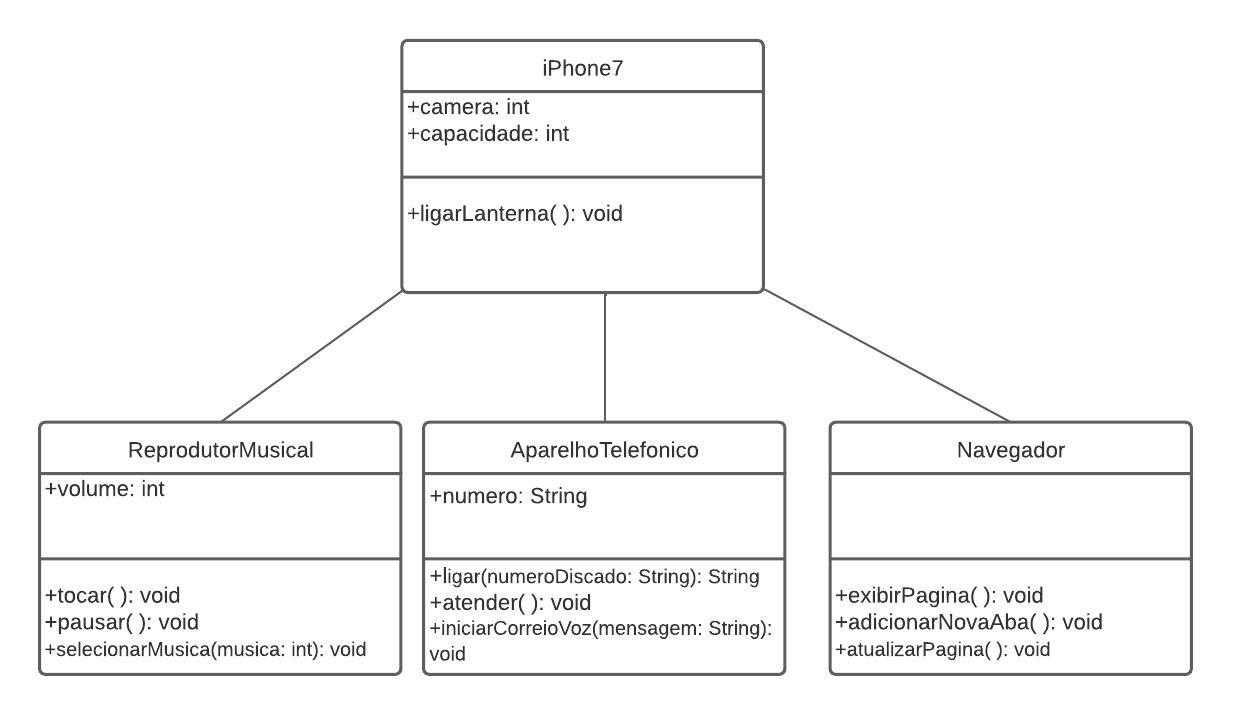 iPhone7
+camera: int
+capacidade: int
+ligarLanterna( ): void
ReprodutorMusical
+volume: int
+tocar( ): void
+pausar( ): void
+selecionarMusica(musica: int): void
AparelhoTelefonico
+numero: String
+ligar(numeroDiscado: String): String
+atender( ): void
+iniciarCorreioVoz(mensagem: String):
void
Navegador
+exibirPagina( ): void
+adicionarNovaAba( ): void
+atualizarPagina( ): void